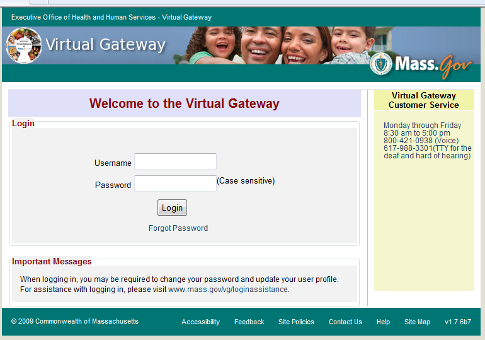 Executive Office of Health and Human Services - Virtual Gateway
Virtual Gateway
Mass.Gov
Welcome to the Virtual Gateway
Login
Username
Password
(Case sensitive)
Login
Forgot Password
Important Messages
When logging in, you may be required to change your password and update your user profile.
For assistance with logging in, please visit www.mass.gov/vg/loginassistance.
Virtual Gateway
Customer Service
Monday through Friday
8:30 am to 5:00 pm
800-421-0938 (Voice)
617-988-3301(TTY for the
deaf and hard of hearing)
© 2009 Commonwealth of Massachusetts
Accessibility
Feedback
Site Policies
Contact Us
Help
Site Map
v1.7.6b7